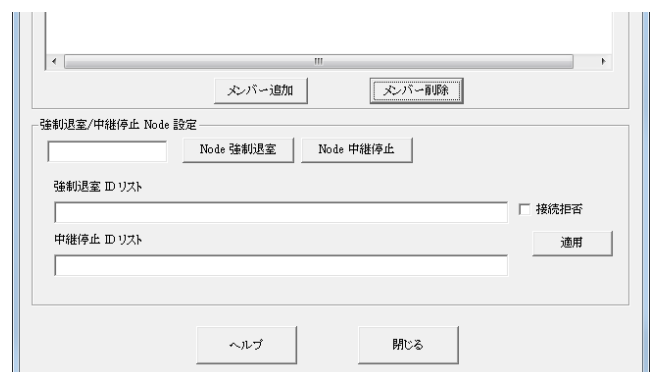 メンバー追加 メンバー削除
強制退室/中継停止 Node 設定
Node 強制退室 Node 中継停止
強制退室 ID リスト
接続拒否
中継停止 ID リスト
適用
ヘルプ 閉じる